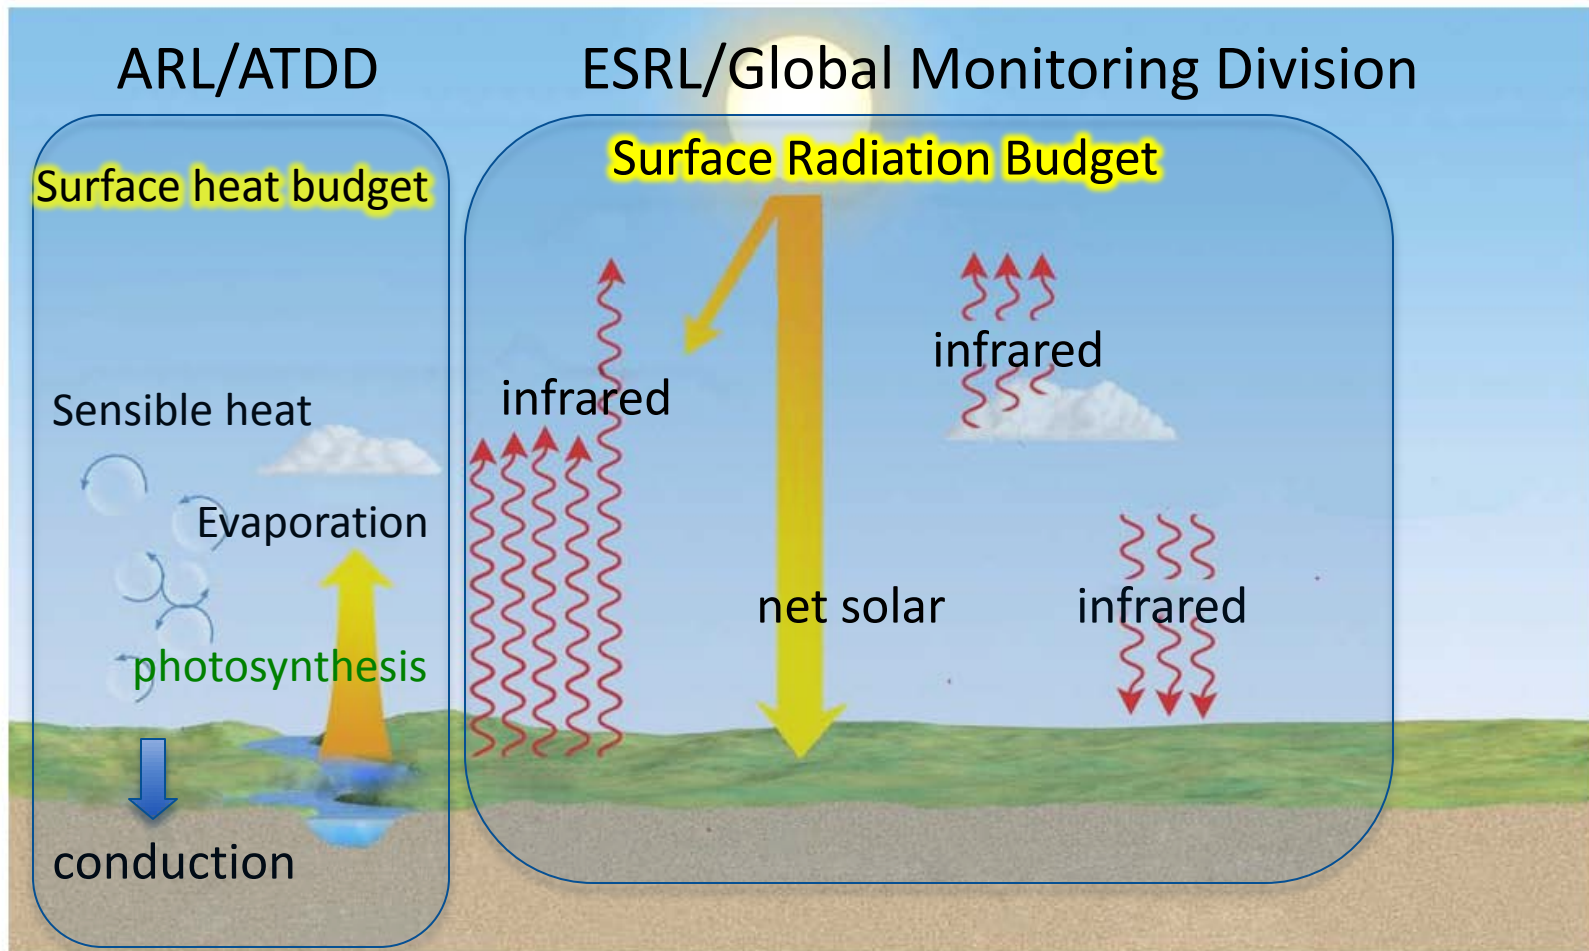 ARL/ATDD
ESRL/Global Monitoring Division
Surface heat budget
Surface Radiation Budget
Sensible heat
Evaporation
photosynthesis
conduction
infrared
net solar
infrared
infrared